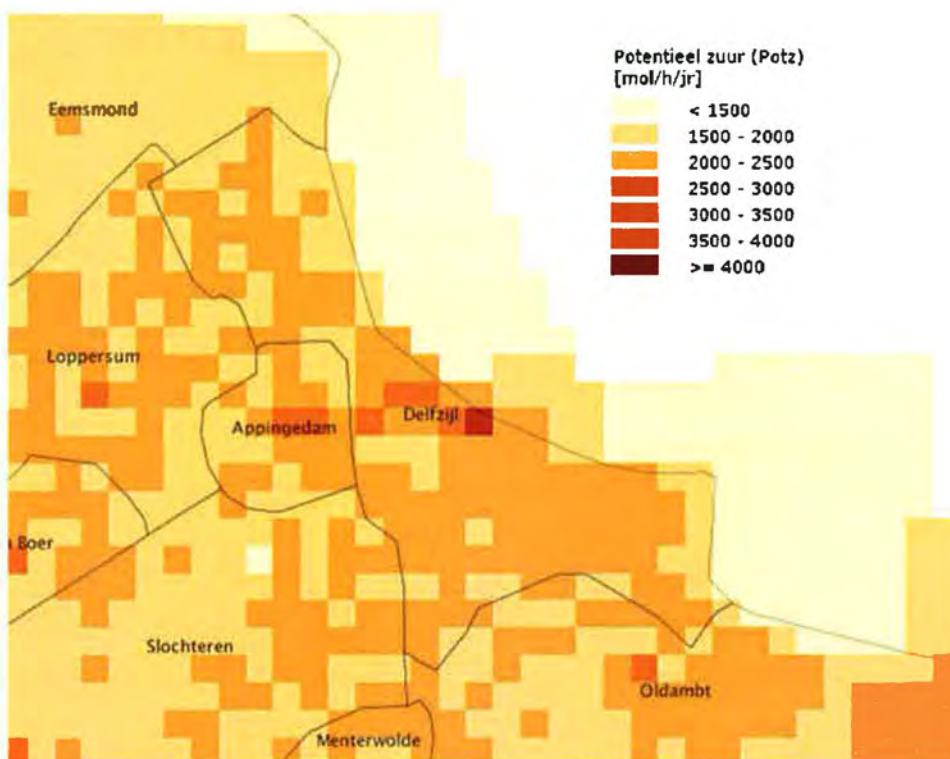 Potentieel zuur (Potz)
[mol/h/jr]
< 1500
1500 - 2000
2000 - 2500
2500 - 3000
3000 - 3500
3500 - 4000
>= 4000
Eemsmond
Loppersum
Appingedam
Delfzijl
Boer
Slochteren
Oldambt
Menterwolde